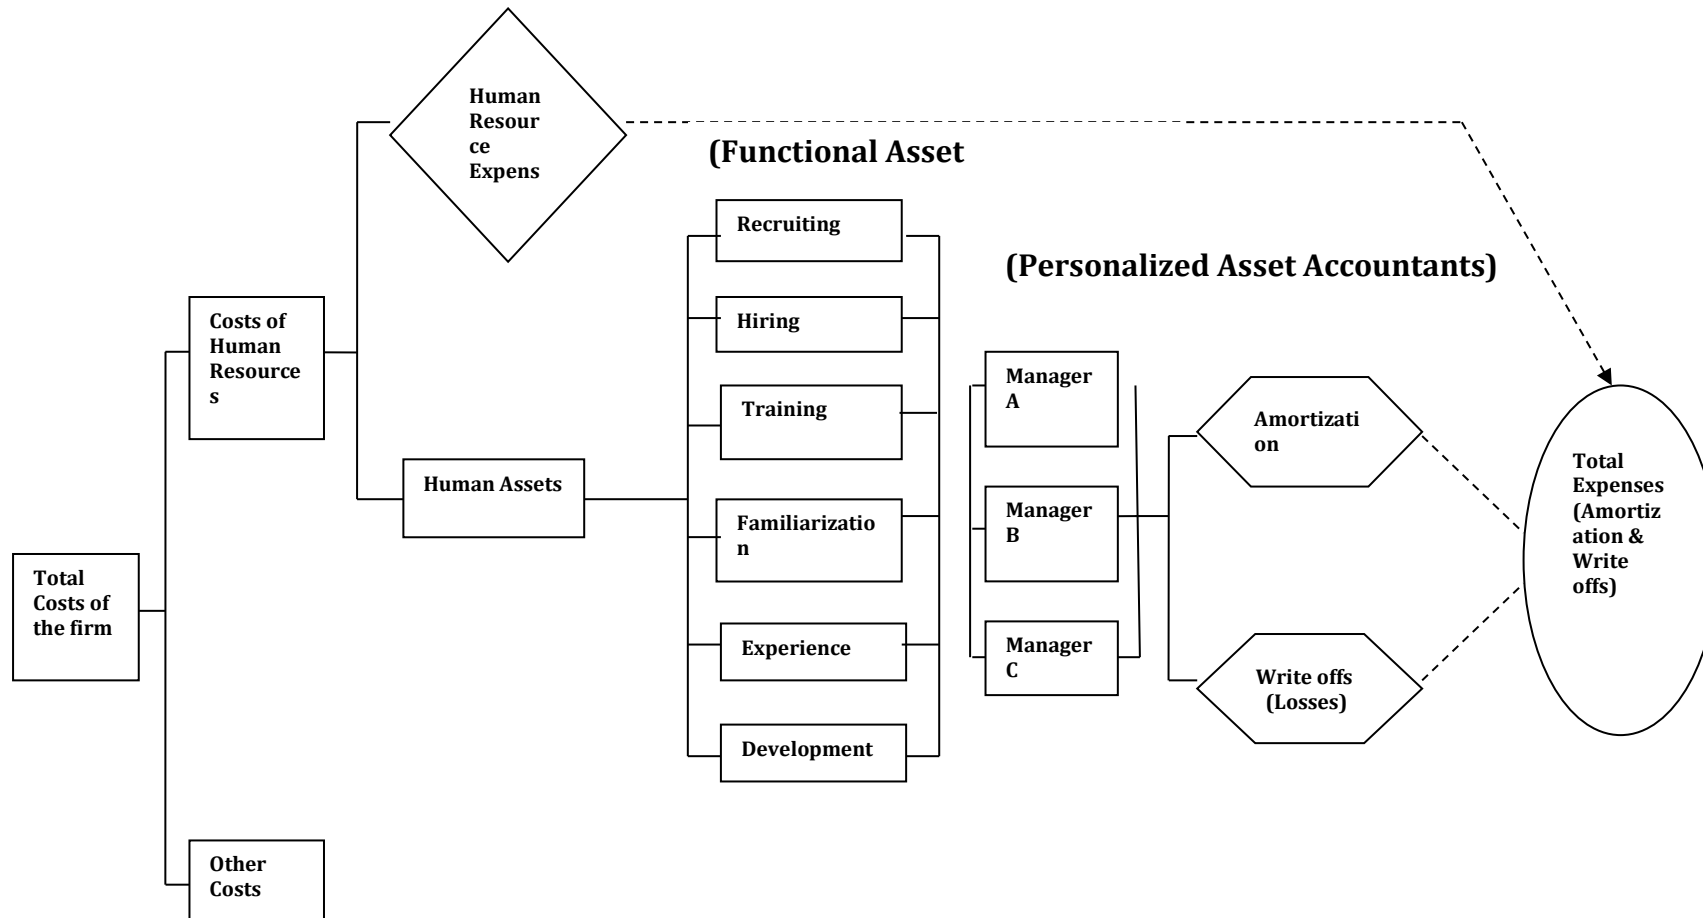 Human
Resour
ce
Expens
(Functional Asset
Recruiting
(Personalized Asset Accountants)
Costs of
Human
Resource
s
Hiring
Manager
A
Training
Amortizati
on
Human Assets
Total
Expenses
(Amortiz
ation &
Write
offs)
Familiarizatio
n
Manager
B
Total
Costs of
the firm
Experience
Manager
C
Write offs
(Losses)
Development
Other
Costs